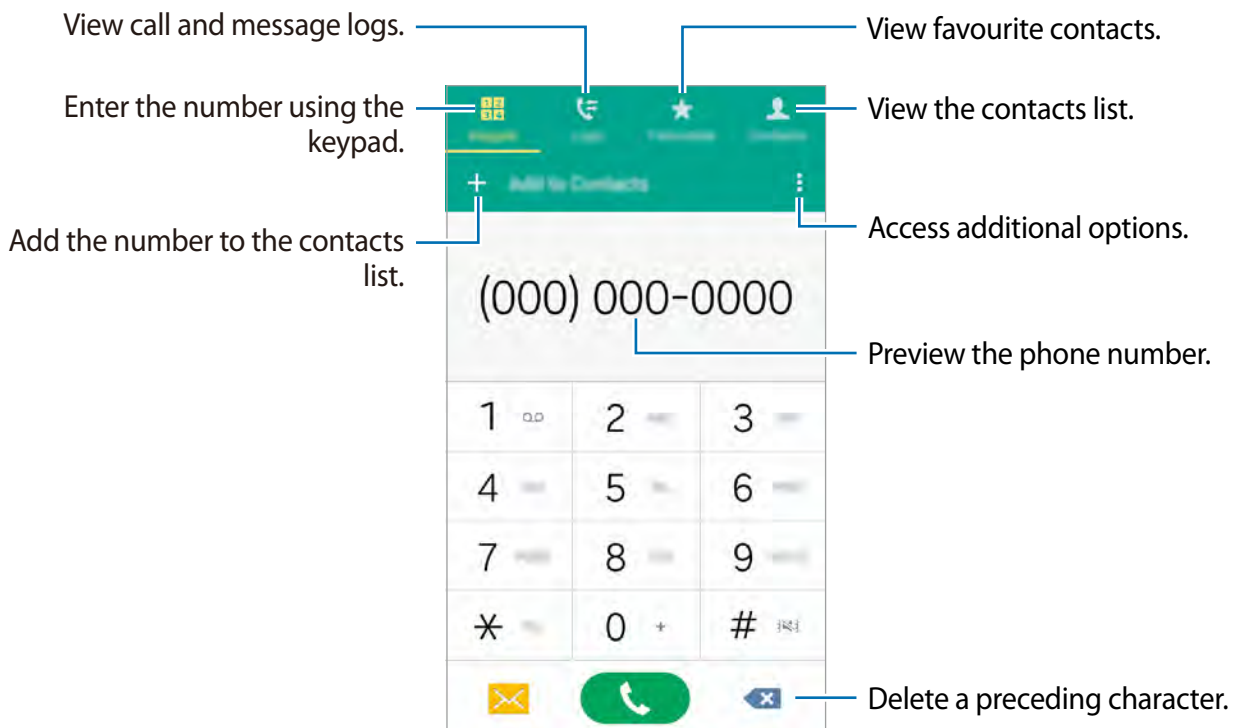 View call and message logs.
View favourite contacts.
Enter the number using the
keypad.
View the contacts list.
Add to Contacts
Add the number to the contacts
list.
Access additional options.
(000) 000-0000
Preview the phone number.
1 2 3
4 5 6
7 8 9
* 0 + #
Delete a preceding character.